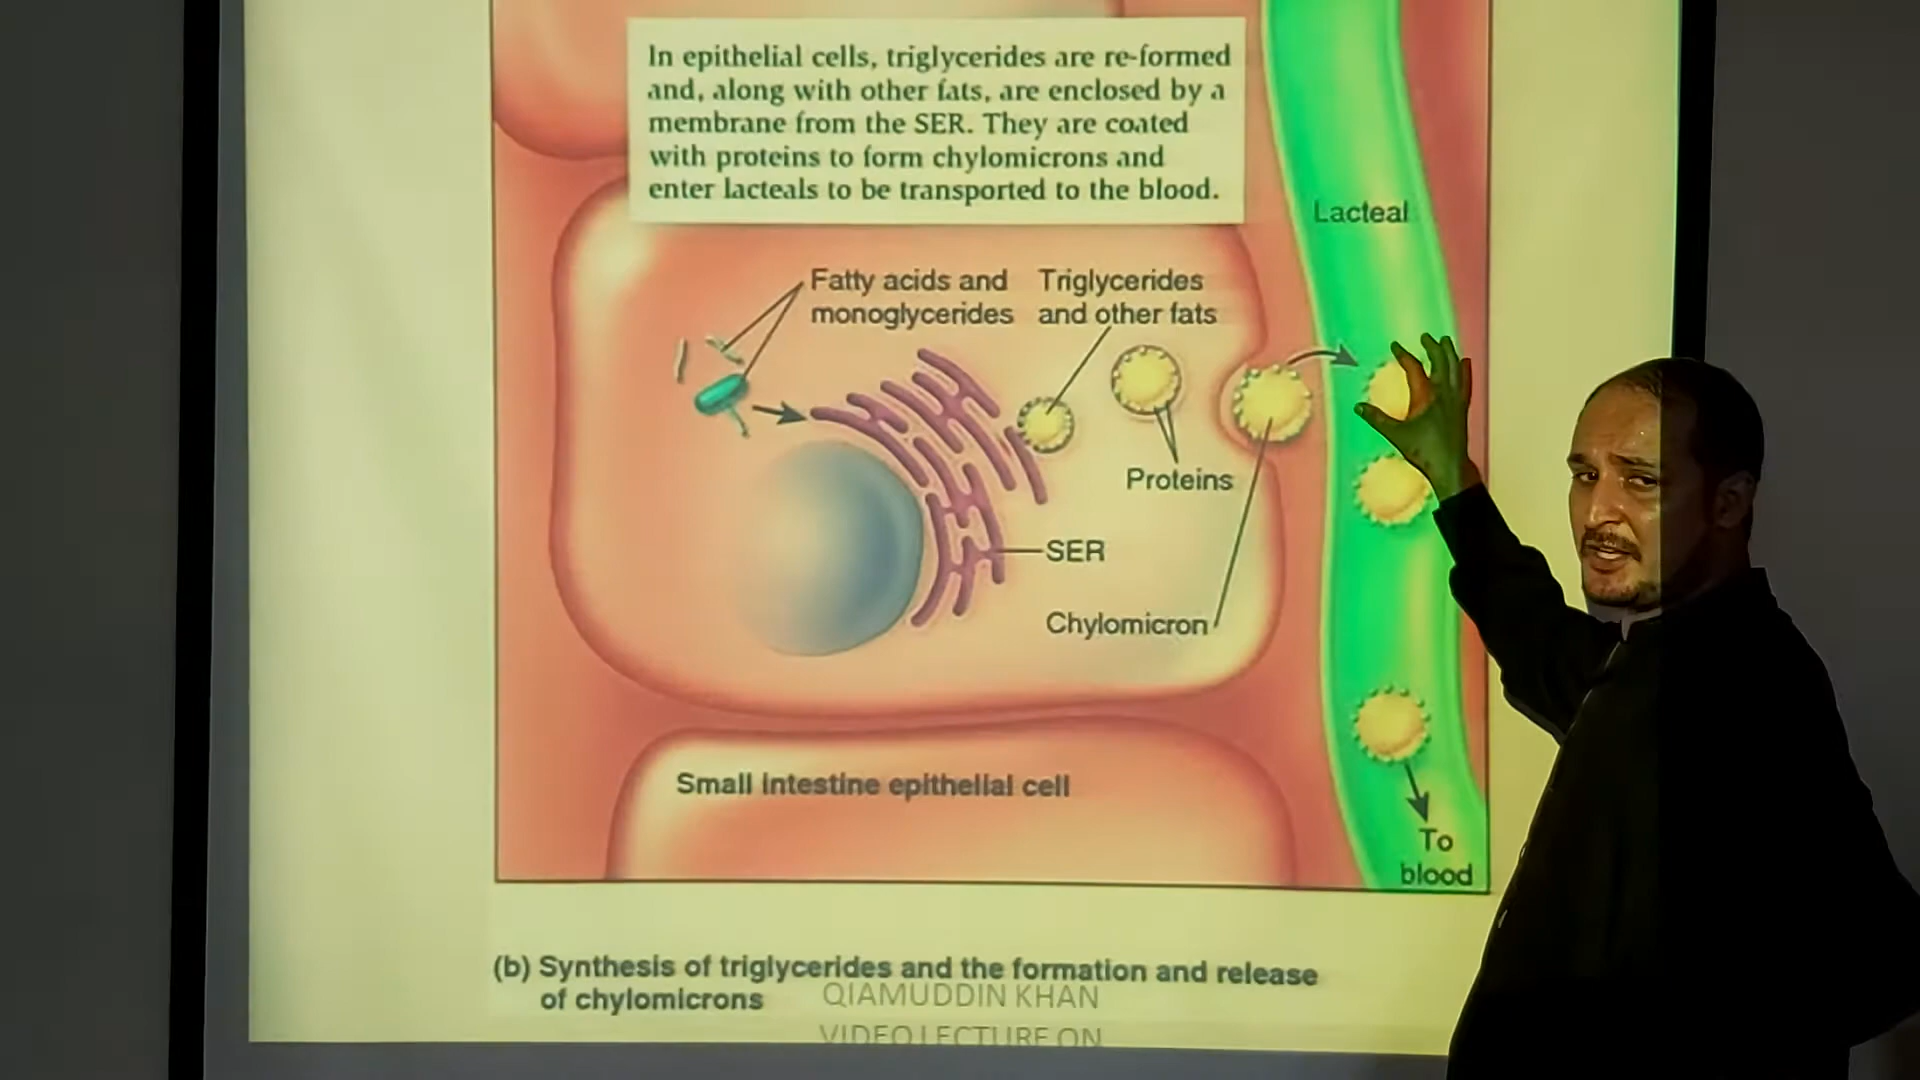 In epithelial cells, triglycerides are re-formed
and, along with other fats, are enclosed by a
membrane from the SER. They are coated
with proteins to form chylomicrons and
enter lacteals to be transported to the blood.
Lacteal
Fatty acids and
monoglycerides
Triglycerides
and other fats
Proteins
SER
Chylomicron
Small intestine epithelial cell
To
blood
(b) Synthesis of triglycerides and the formation and release
of chylomicrons
QIAMUDDIN KHAN
VIDEO LECTURE ON